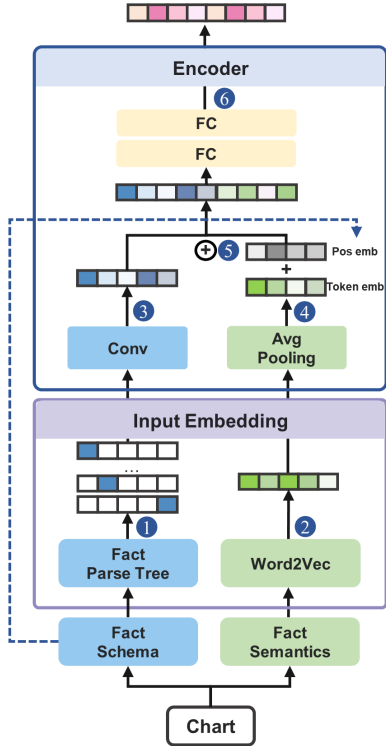 Encoder
6
FC
FC
5
Pos emb
+
Token emb
3
4
Conv
Avg
Pooling
Input Embedding
...
1
2
Fact
Parse Tree
Word2Vec
Fact
Schema
Fact
Semantics
Chart